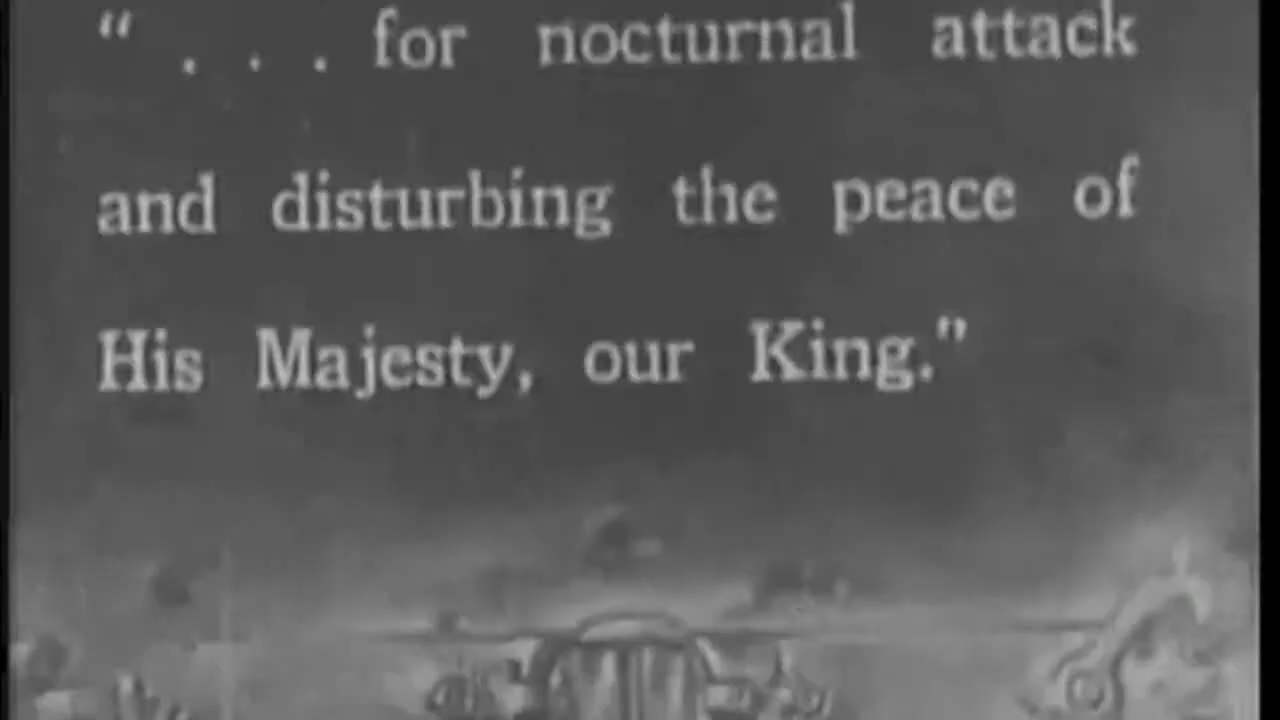 “ . . . for nocturnal attack
and disturbing the peace of
His Majesty, our King.”